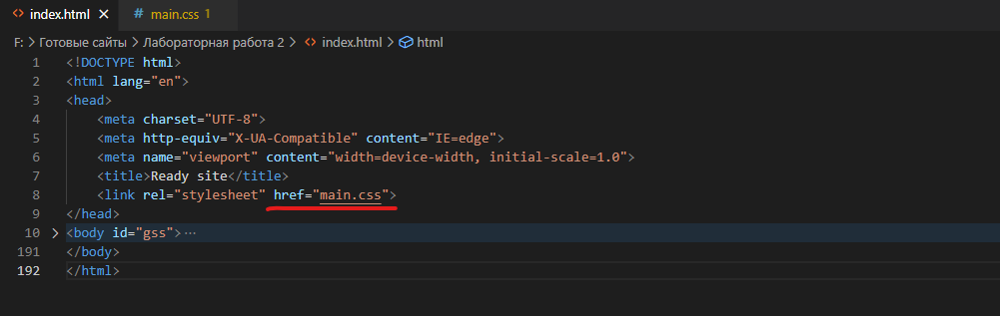 index.html main.css 1
F: > Готовые сайты > Лабораторная работа 2 > index.html > html
1 <!DOCTYPE html>
2 <html lang="en">
3 <head>
4 <meta charset="UTF-8">
5 <meta http-equiv="X-UA-Compatible" content="IE=edge">
6 <meta name="viewport" content="width=device-width, initial-scale=1.0">
7 <title>Ready site</title>
8 <link rel="stylesheet" href="main.css">
9 </head>
10 <body id="gss"> ...
191 </body>
192 </html>